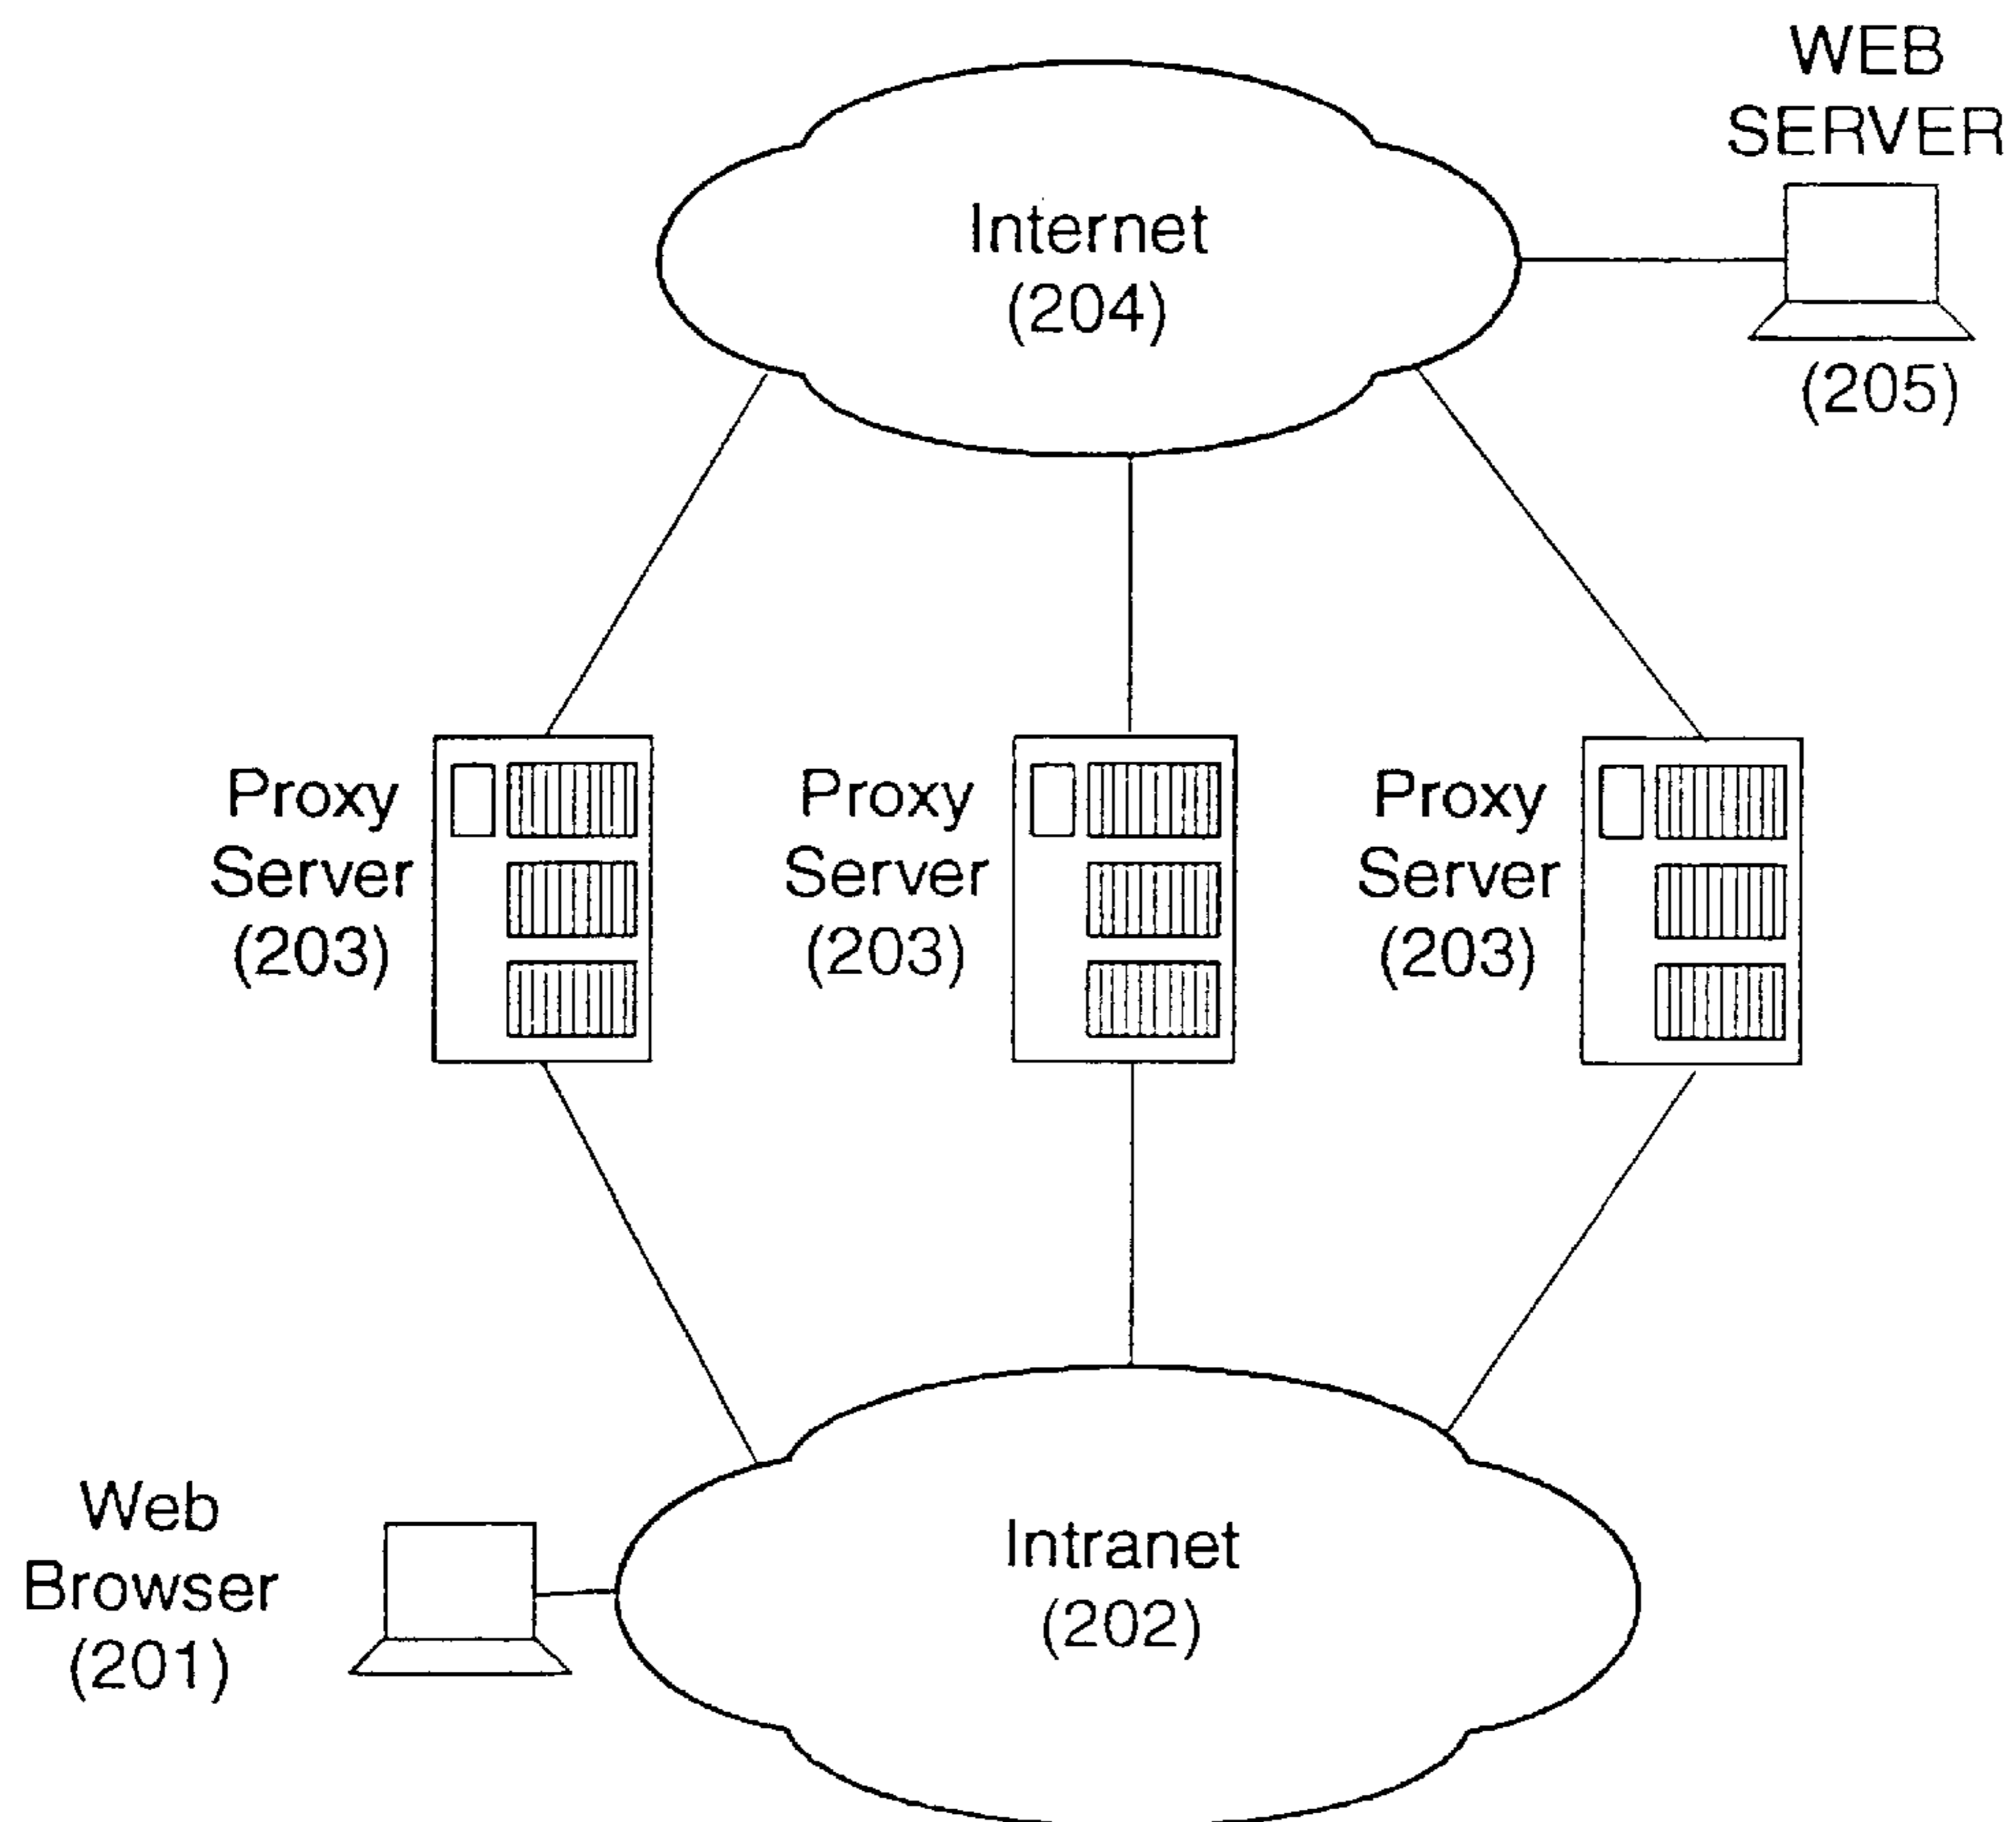 WEB
SERVER
(205)
Internet
(204)
Proxy
Server
(203)
Proxy
Server
(203)
Proxy
Server
(203)
Web
Browser
(201)
Intranet
(202)